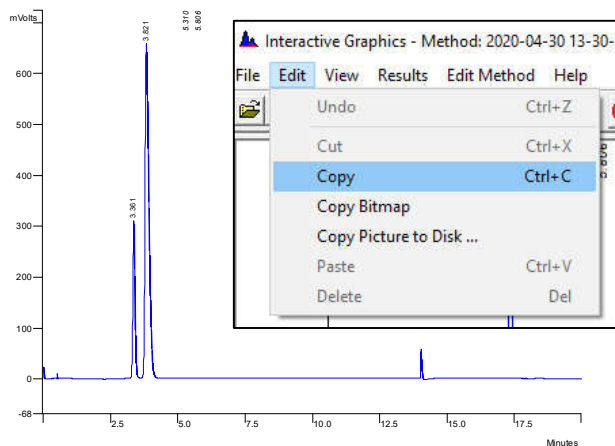 mVolts
600
500
400
300
200
100
0
-68
3.361
3.821
5.310
5.806
2.5
5.0
7.5
10.0
12.5
15.0
17.5
Minutes
Interactive Graphics - Method: 2020-04-30 13-30-
File Edit View Results Edit Method Help
Undo Ctrl+Z
Cut Ctrl+X
Copy Ctrl+C
Copy Bitmap
Copy Picture to Disk ...
Paste Ctrl+V
Delete Del
5.806